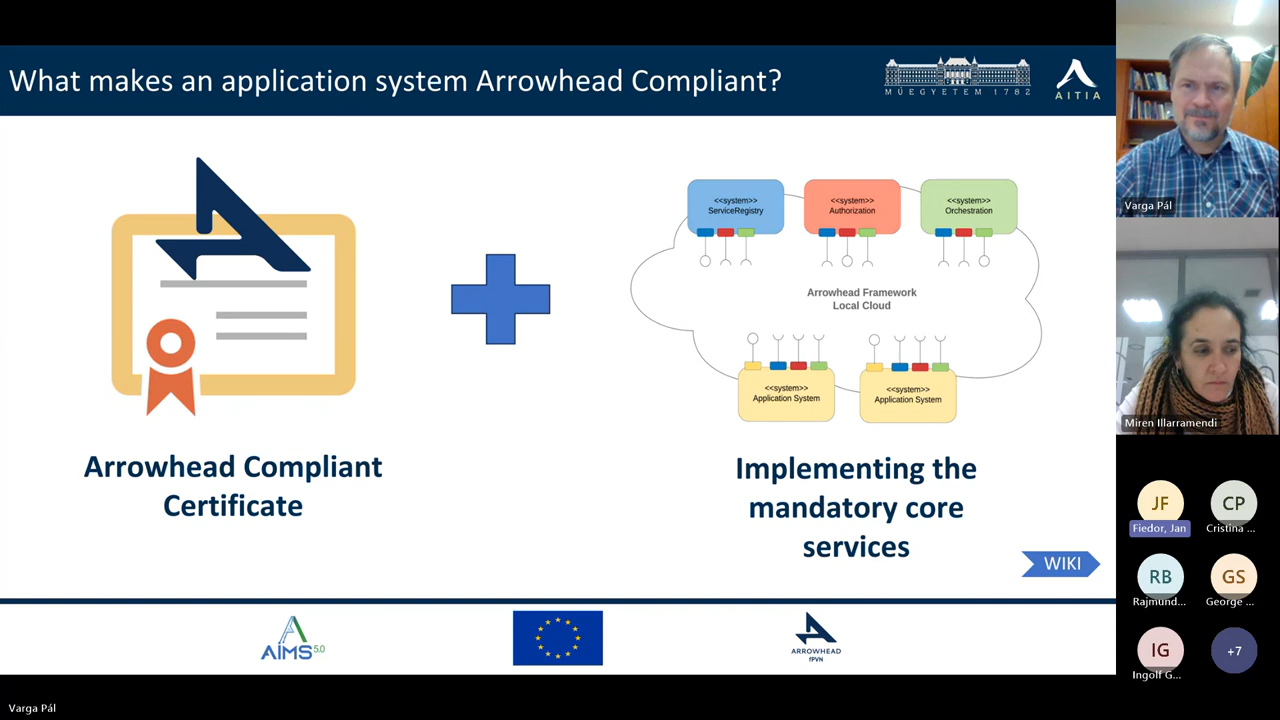 What makes an application system Arrowhead Compliant?
MŰEGYETEM 1782
AITIA
<<system>>
ServiceRegistry
<<system>>
Authorization
<<system>>
Orchestration
Arrowhead Framework
Local Cloud
<<system>>
Application System
<<system>>
Application System
Arrowhead Compliant
Certificate
Implementing the
mandatory core
services
WIKI
AIMS 5.0
ARROWHEAD
fPVN
Varga Pál
Varga Pál
Miren Illarramendi
JF
Fiedor, Jan
CP
Cristina ...
RB
Rajmund...
GS
George ...
IG
Ingolf G...
+7